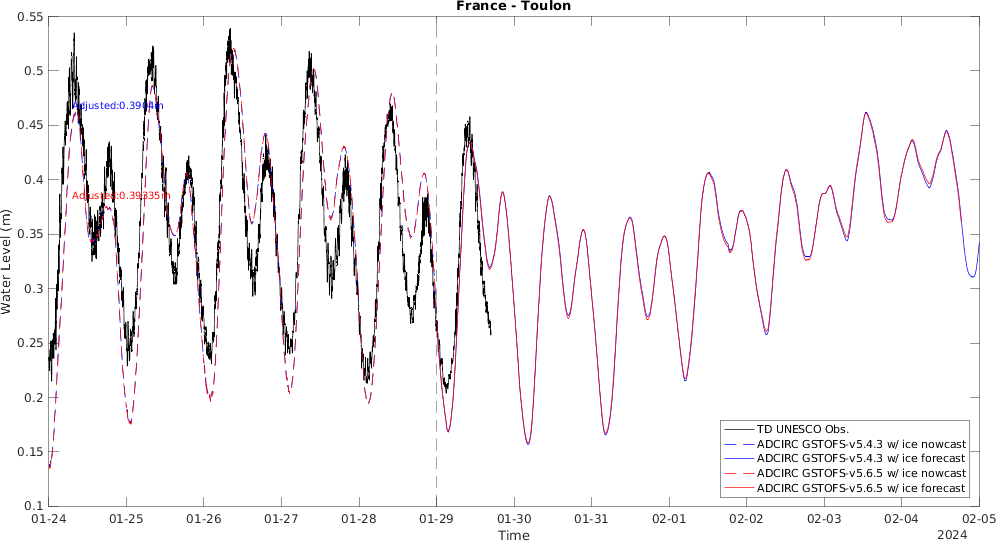 France - Toulon
0.55
0.5
0.45
0.4
0.35
0.3
0.25
0.2
0.15
0.1
Water Level (m)
Adjusted:0.3904m
Adjusted:0.39335m
TD UNESCO Obs.
ADCIRC GSTOFS-v5.4.3 w/ ice nowcast
ADCIRC GSTOFS-v5.4.3 w/ ice forecast
ADCIRC GSTOFS-v5.6.5 w/ ice nowcast
ADCIRC GSTOFS-v5.6.5 w/ ice forecast
01-24 01-25 01-26 01-27 01-28 01-29 01-30 01-31 02-01 02-02 02-03 02-04 02-05
Time
2024